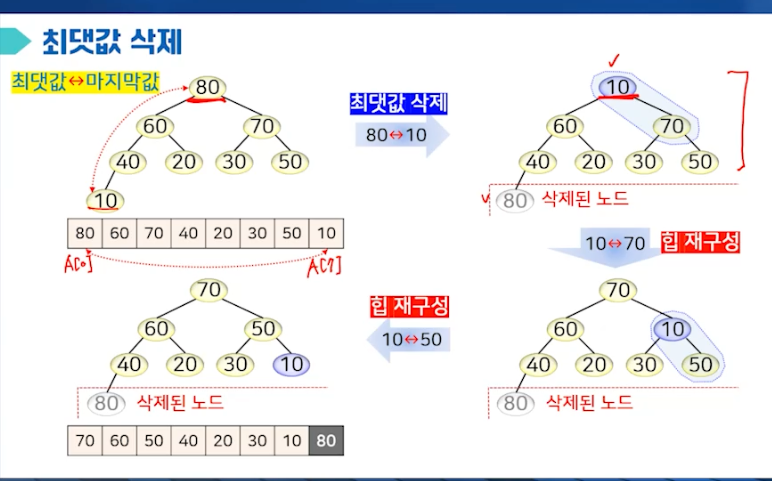 최댓값 삭제
최댓값↔마지막값
80
60 70
40 20 30 50
10
80 60 70 40 20 30 50 10
A[0] A[7]
최댓값 삭제
80↔10
10
60 70
40 20 30 50
80 삭제된 노드
10↔70 힙 재구성
70
60 10
40 20 30 50
80 삭제된 노드
힙 재구성
10↔50
70
60 50
40 20 30 10
80 삭제된 노드
70 60 50 40 20 30 10 80